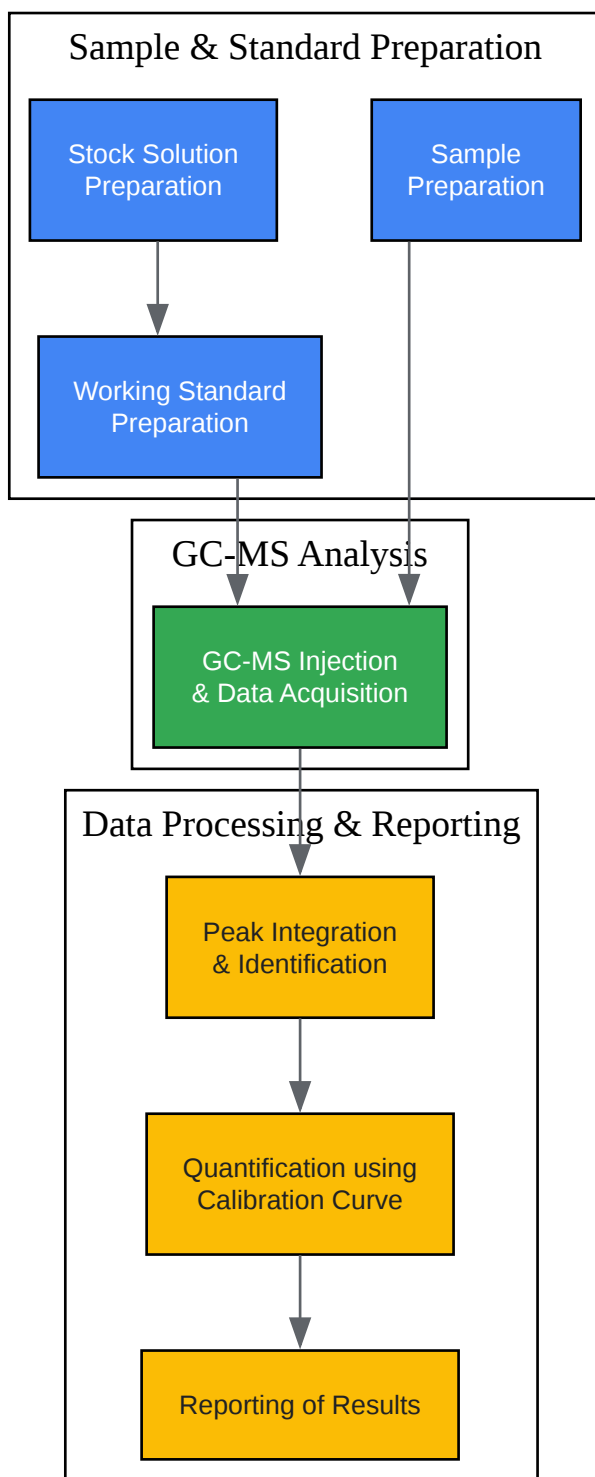 Sample & Standard Preparation
Stock Solution
Preparation
Sample
Preparation
Working Standard
Preparation
GC-MS Analysis
GC-MS Injection
& Data Acquisition
Data Processing & Reporting
Peak Integration
& Identification
Quantification using
Calibration Curve
Reporting of Results